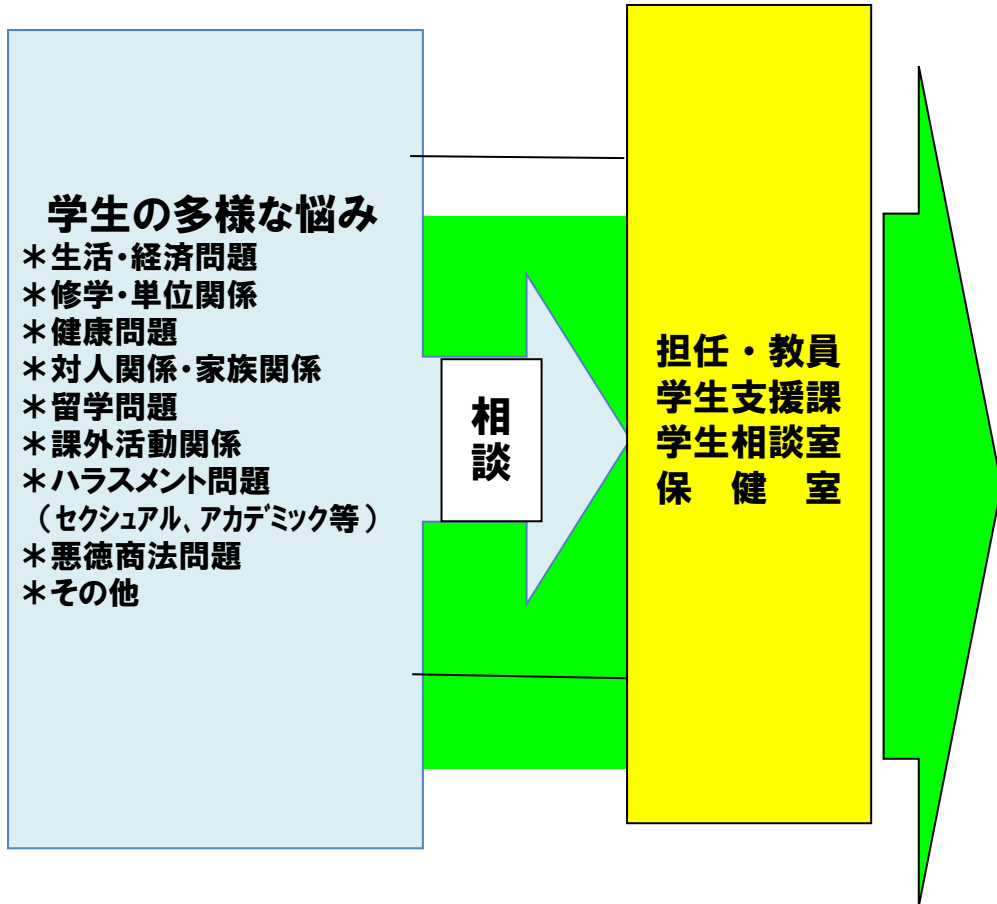 学生の多様な悩み
＊生活・経済問題
＊修学・単位関係
＊健康問題
＊対人関係・家族関係
＊留学問題
＊課外活動関係
＊ハラスメント問題
（セクシュアル、アカデミック等）
＊悪徳商法問題
＊その他
相
談
担任・教員
学生支援課
学生相談室
保　健　室